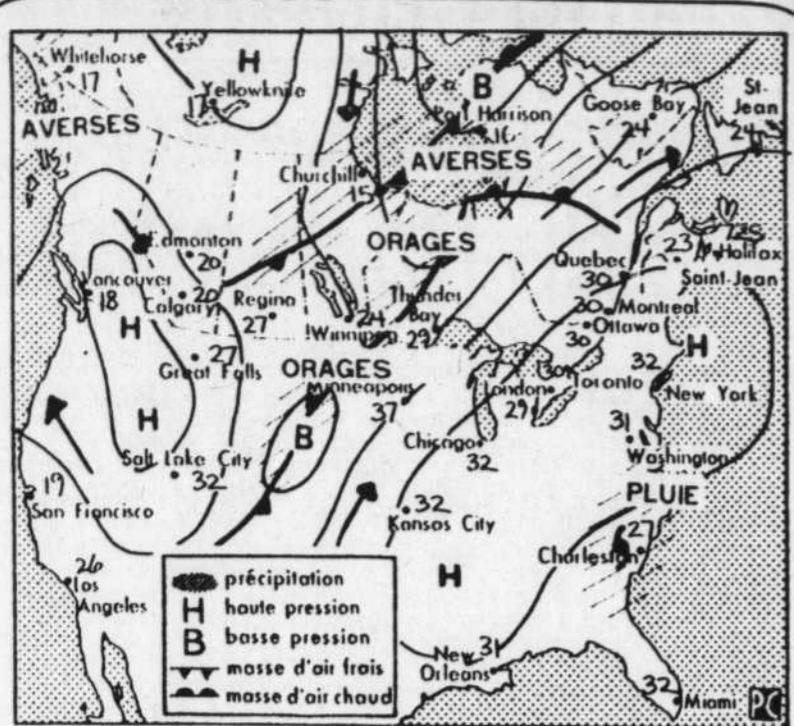 Whitehorse
17
AVERSES
H
Yellowknife
17
B
Port Harrison
16
AVERSES
Goose Bay
24
St-
Jean
24
Churchill
15
ORAGES
Edmonton
20
Vancouver
18
Calgary
20
Regina
27
Winnipeg
24
Thunder
Bay
29
Quebec
30
Montreal
30
Ottawa
30
23
Saint-Jean
25
Halifax
H
27
Great Falls
ORAGES
Minneapolis
37
London
29
Toronto
32
New York
H
H
Salt Lake City
32
B
Chicago
32
31
Washington
19
San Francisco
32
Kansas City
PLUIE
27
Charleston
26
Los
Angeles
H
New
Orleans
31
32
Miami
PC
précipitation
H haute pression
B basse pression
masse d'air frais
masse d'air chaud